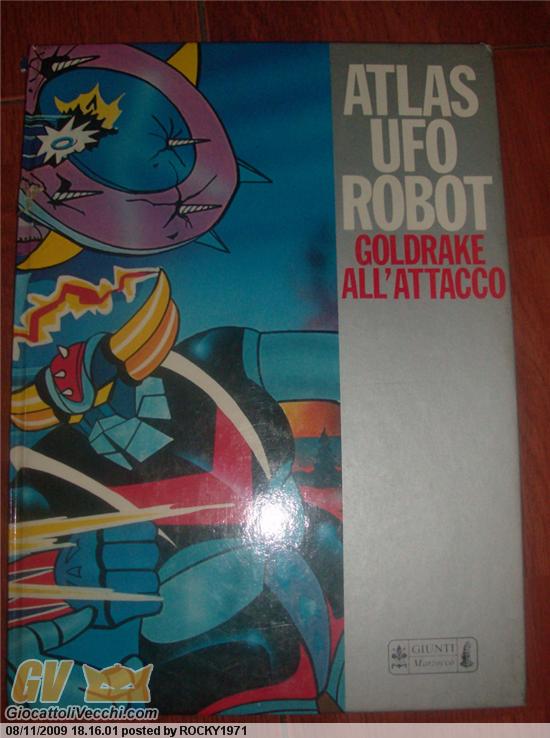 ATLAS
UFO
ROBOT
GOLDRAKE
ALL'ATTACCO
GIUNTI
Marzocco
GV
GiocattoliVecchi.com
08/11/2009 18.16.01 posted by ROCKY1971